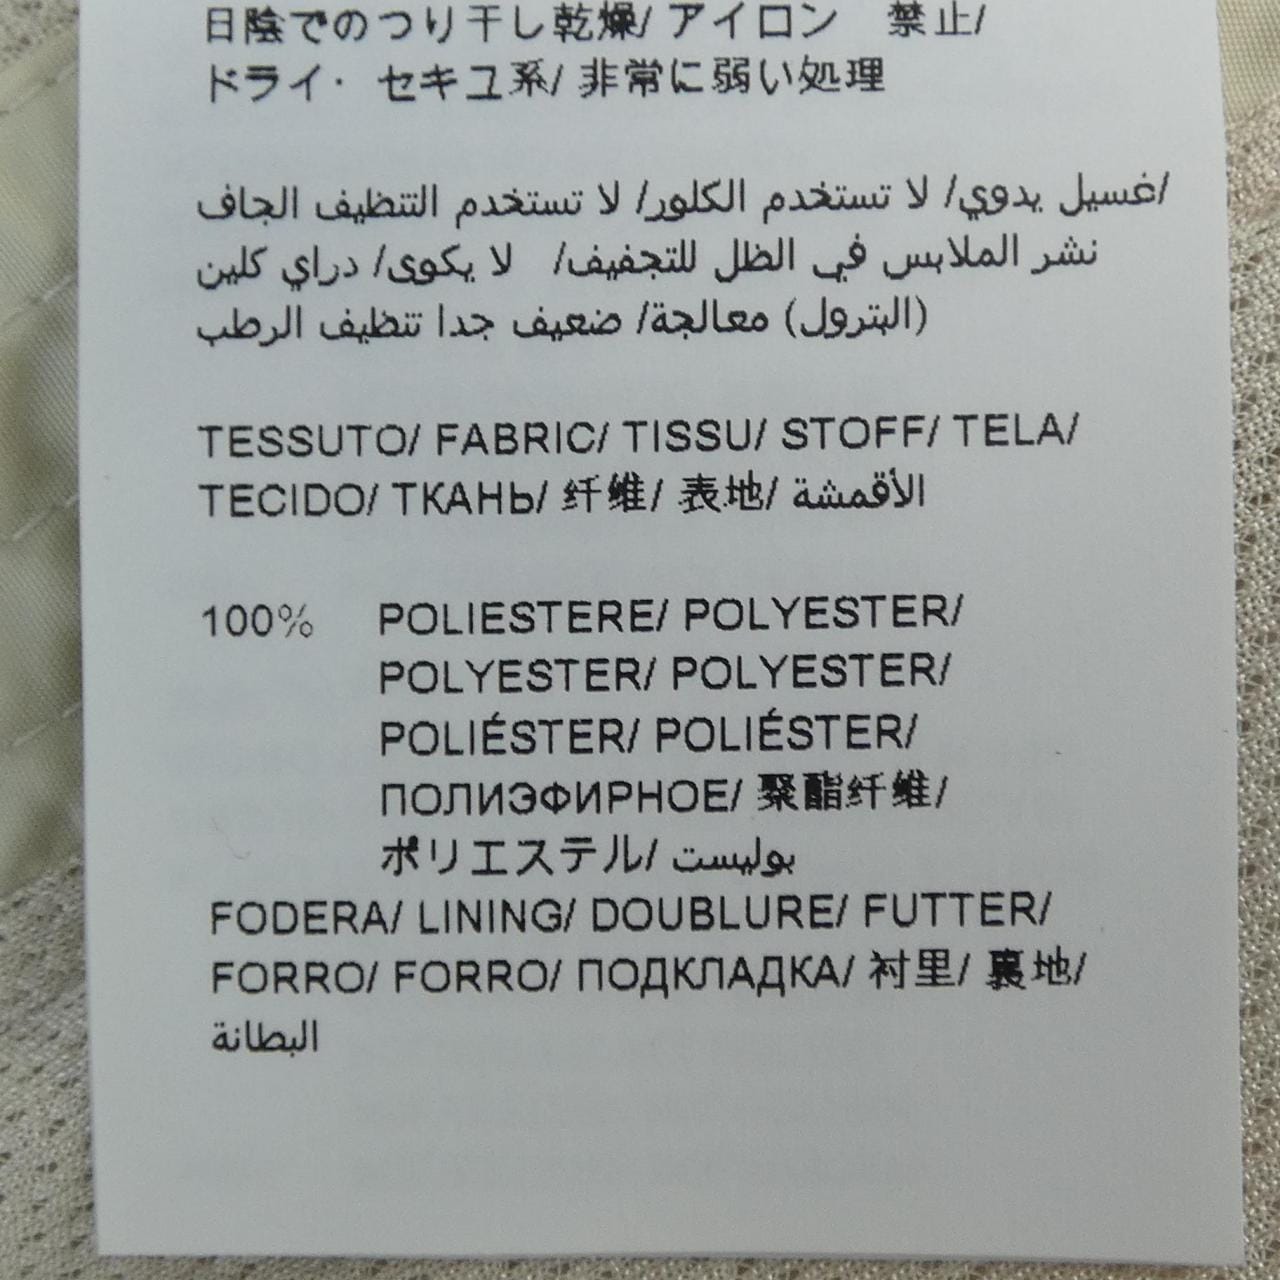 日陰でのつり干し乾燥/ アイロン　禁止/
ドライ・ セキユ系/ 非常に弱い処理
/غسيل يدوي/ لا تستخدم الكلور/ لا تستخدم التنظيف الجاف
نشر الملابس في الظل للتجفيف/ لا يكوى/ دراي كلين
(البترول) معالجة/ ضعيف جدا تنظيف الرطب
TESSUTO/ FABRIC/ TISSU/ STOFF/ TELA/
TECIDO/ ТКАНЬ/ 纤维/ 表地/ الأقمشة
100% POLIESTERE/ POLYESTER/
POLYESTER/ POLYESTER/
POLIÉSTER/ POLIÉSTER/
ПОЛИЭФИРНОЕ/ 聚酯纤维/
ポリエステル/ بوليست
FODERA/ LINING/ DOUBLURE/ FUTTER/
FORRO/ FORRO/ ПОДКЛАДКА/ 衬里/ 裏地/
البطانة